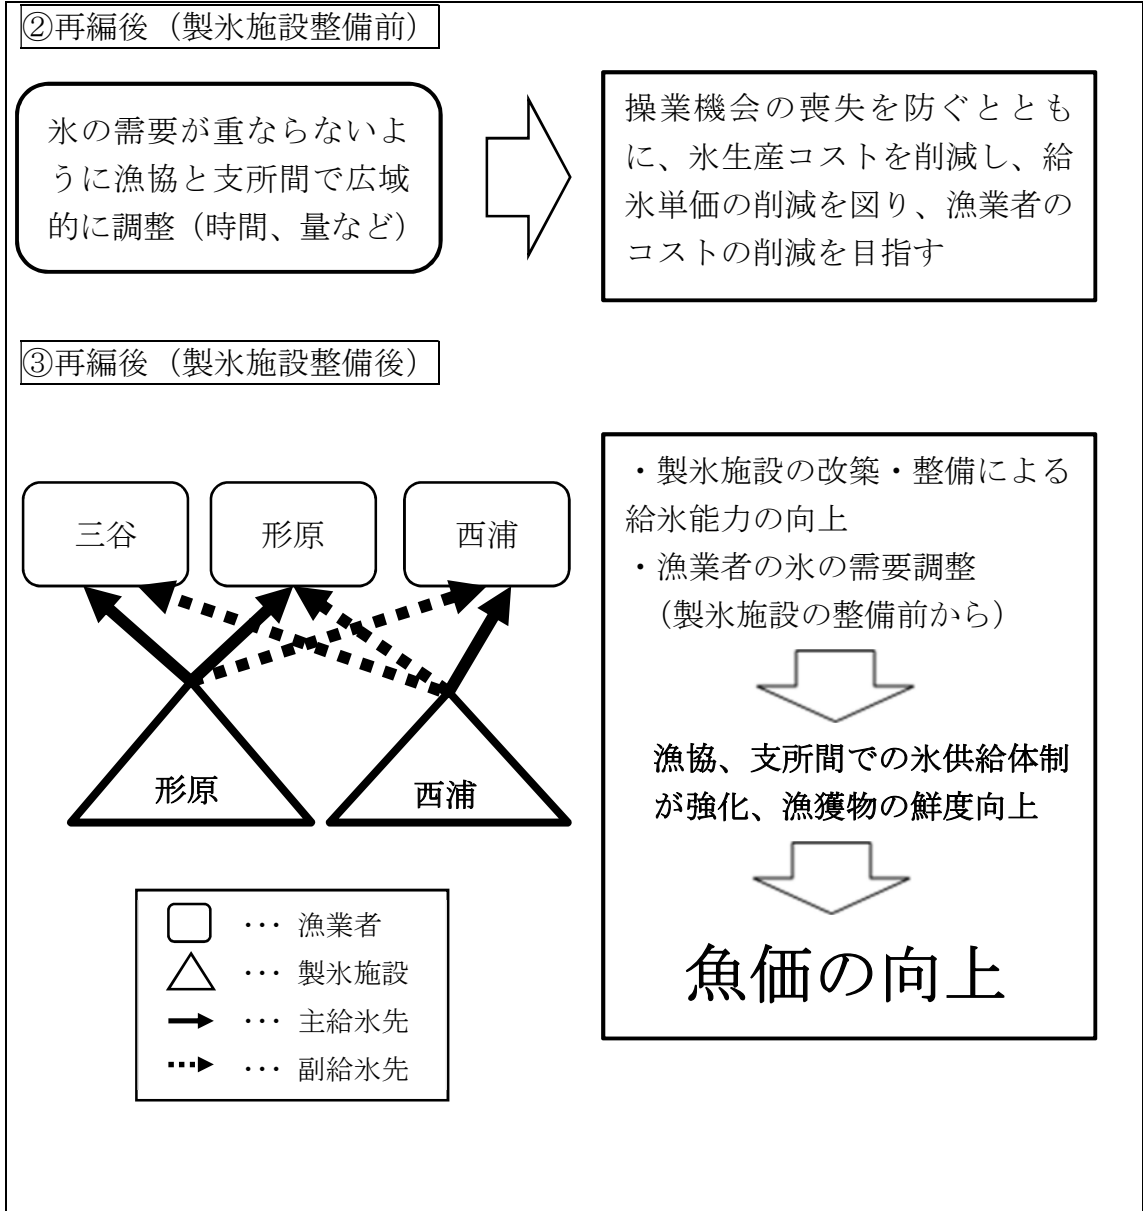 ②再編後（製氷施設整備前）
氷の需要が重ならないよ
うに漁協と支所間で広域
的に調整（時間、量など）
操業機会の喪失を防ぐととも
に、氷生産コストを削減し、給
氷単価の削減を図り、漁業者の
コストの削減を目指す
③再編後（製氷施設整備後）
三谷
形原
西浦
形原
西浦
・製氷施設の改築・整備による
給氷能力の向上
・漁業者の氷の需要調整
（製氷施設の整備前から）
漁協、支所間での氷供給体制
が強化、漁獲物の鮮度向上
魚価の向上
… 漁業者
… 製氷施設
… 主給氷先
… 副給氷先